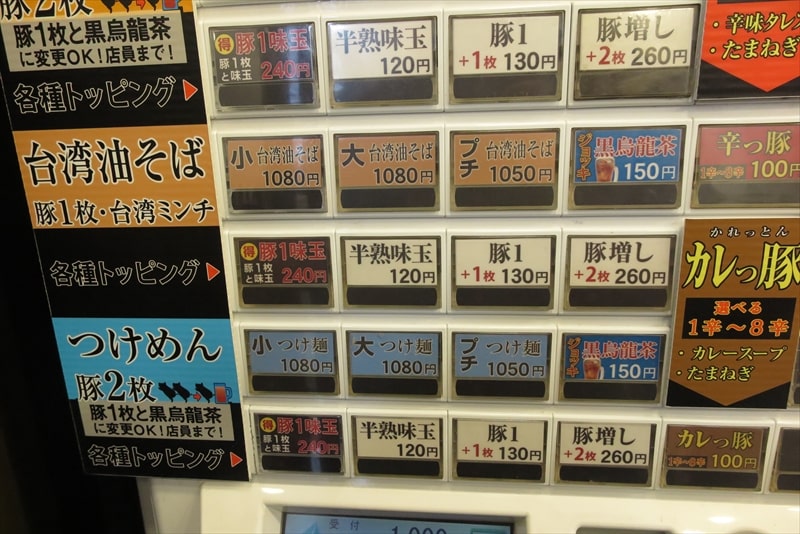 豚2枚
豚1枚と黒烏龍茶
に変更OK！店員まで！
各種トッピング
得 豚1味玉
豚1枚
と味玉 240円
半熟味玉
120円
豚1
+1枚 130円
豚増し
+2枚 260円
・辛味タレ
・たまねぎ
台湾油そば
豚1枚・台湾ミンチ
小 台湾油そば
1080円
大 台湾油そば
1080円
プチ 台湾油そば
1050円
ジョッキ 黒烏龍茶
150円
辛っ豚
1辛〜8辛 100円
各種トッピング
得 豚1味玉
豚1枚
と味玉 240円
半熟味玉
120円
豚1
+1枚 130円
豚増し
+2枚 260円
かれっとん
カレっ豚
選べる
1辛〜8辛
・カレースープ
・たまねぎ
つけめん
豚2枚
豚1枚と黒烏龍茶
に変更OK！店員まで！
小 つけ麺
1080円
大 つけ麺
1080円
プチ つけ麺
1050円
ジョッキ 黒烏龍茶
150円
各種トッピング
得 豚1味玉
豚1枚
と味玉 240円
半熟味玉
120円
豚1
+1枚 130円
豚増し
+2枚 260円
カレっ豚
1辛〜8辛 100円
受付
1,000